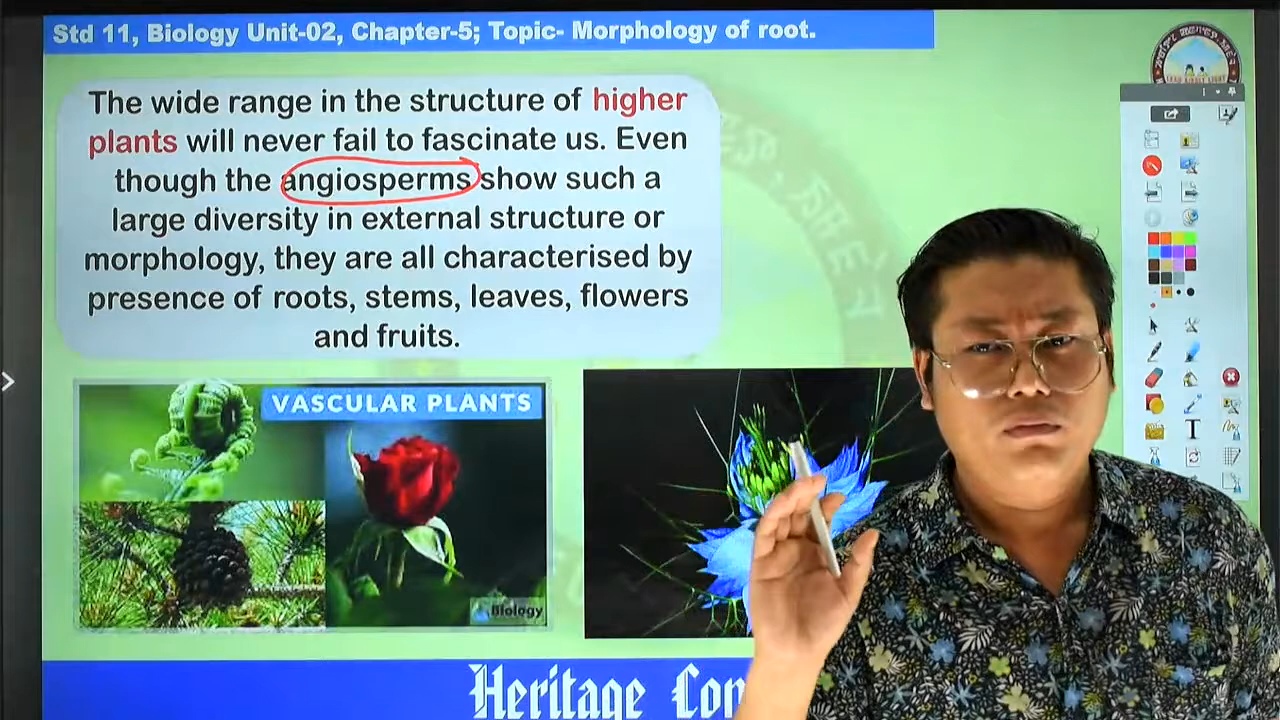 Std 11, Biology Unit-02, Chapter-5; Topic- Morphology of root.
The wide range in the structure of higher
plants will never fail to fascinate us. Even
though the angiosperms show such a
large diversity in external structure or
morphology, they are all characterised by
presence of roots, stems, leaves, flowers
and fruits.
VASCULAR PLANTS
Biology
Heritage Con